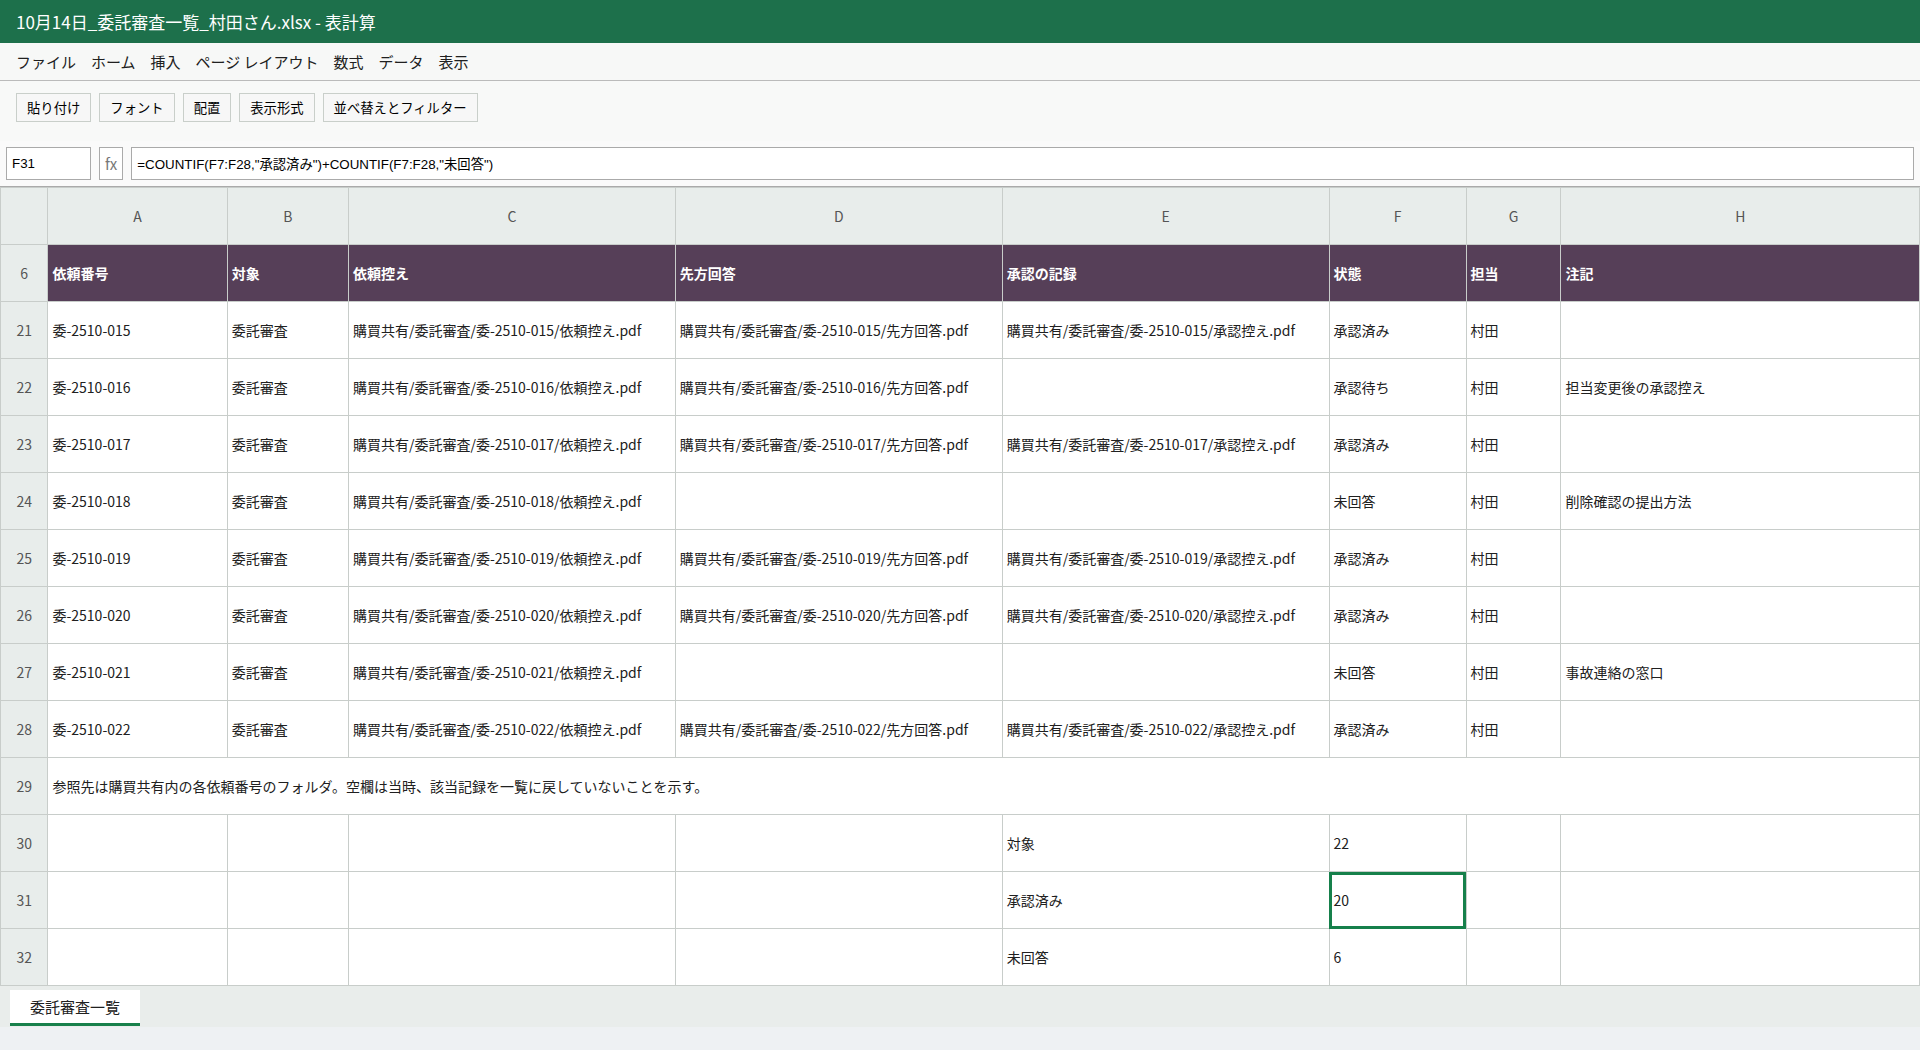 10月14日_委託審査一覧_村田さん.xlsx - 表計算
ファイル ホーム 挿入 ページ レイアウト 数式 データ 表示
貼り付け フォント 配置 表示形式 並べ替えとフィルター
F31 fx =COUNTIF(F7:F28,"承認済み")+COUNTIF(F7:F28,"未回答")
A B C D E F G H
6 依頼番号 対象 依頼控え 先方回答 承認の記録 状態 担当 注記
21 委-2510-015 委託審査 購買共有/委託審査/委-2510-015/依頼控え.pdf 購買共有/委託審査/委-2510-015/先方回答.pdf 購買共有/委託審査/委-2510-015/承認控え.pdf 承認済み 村田
22 委-2510-016 委託審査 購買共有/委託審査/委-2510-016/依頼控え.pdf 購買共有/委託審査/委-2510-016/先方回答.pdf 承認待ち 村田 担当変更後の承認控え
23 委-2510-017 委託審査 購買共有/委託審査/委-2510-017/依頼控え.pdf 購買共有/委託審査/委-2510-017/先方回答.pdf 購買共有/委託審査/委-2510-017/承認控え.pdf 承認済み 村田
24 委-2510-018 委託審査 購買共有/委託審査/委-2510-018/依頼控え.pdf 未回答 村田 削除確認の提出方法
25 委-2510-019 委託審査 購買共有/委託審査/委-2510-019/依頼控え.pdf 購買共有/委託審査/委-2510-019/先方回答.pdf 購買共有/委託審査/委-2510-019/承認控え.pdf 承認済み 村田
26 委-2510-020 委託審査 購買共有/委託審査/委-2510-020/依頼控え.pdf 購買共有/委託審査/委-2510-020/先方回答.pdf 購買共有/委託審査/委-2510-020/承認控え.pdf 承認済み 村田
27 委-2510-021 委託審査 購買共有/委託審査/委-2510-021/依頼控え.pdf 未回答 村田 事故連絡の窓口
28 委-2510-022 委託審査 購買共有/委託審査/委-2510-022/依頼控え.pdf 購買共有/委託審査/委-2510-022/先方回答.pdf 購買共有/委託審査/委-2510-022/承認控え.pdf 承認済み 村田
29 参照先は購買共有内の各依頼番号のフォルダ。空欄は当時、該当記録を一覧に戻していないことを示す。
30 対象 22
31 承認済み 20
32 未回答 6
委託審査一覧